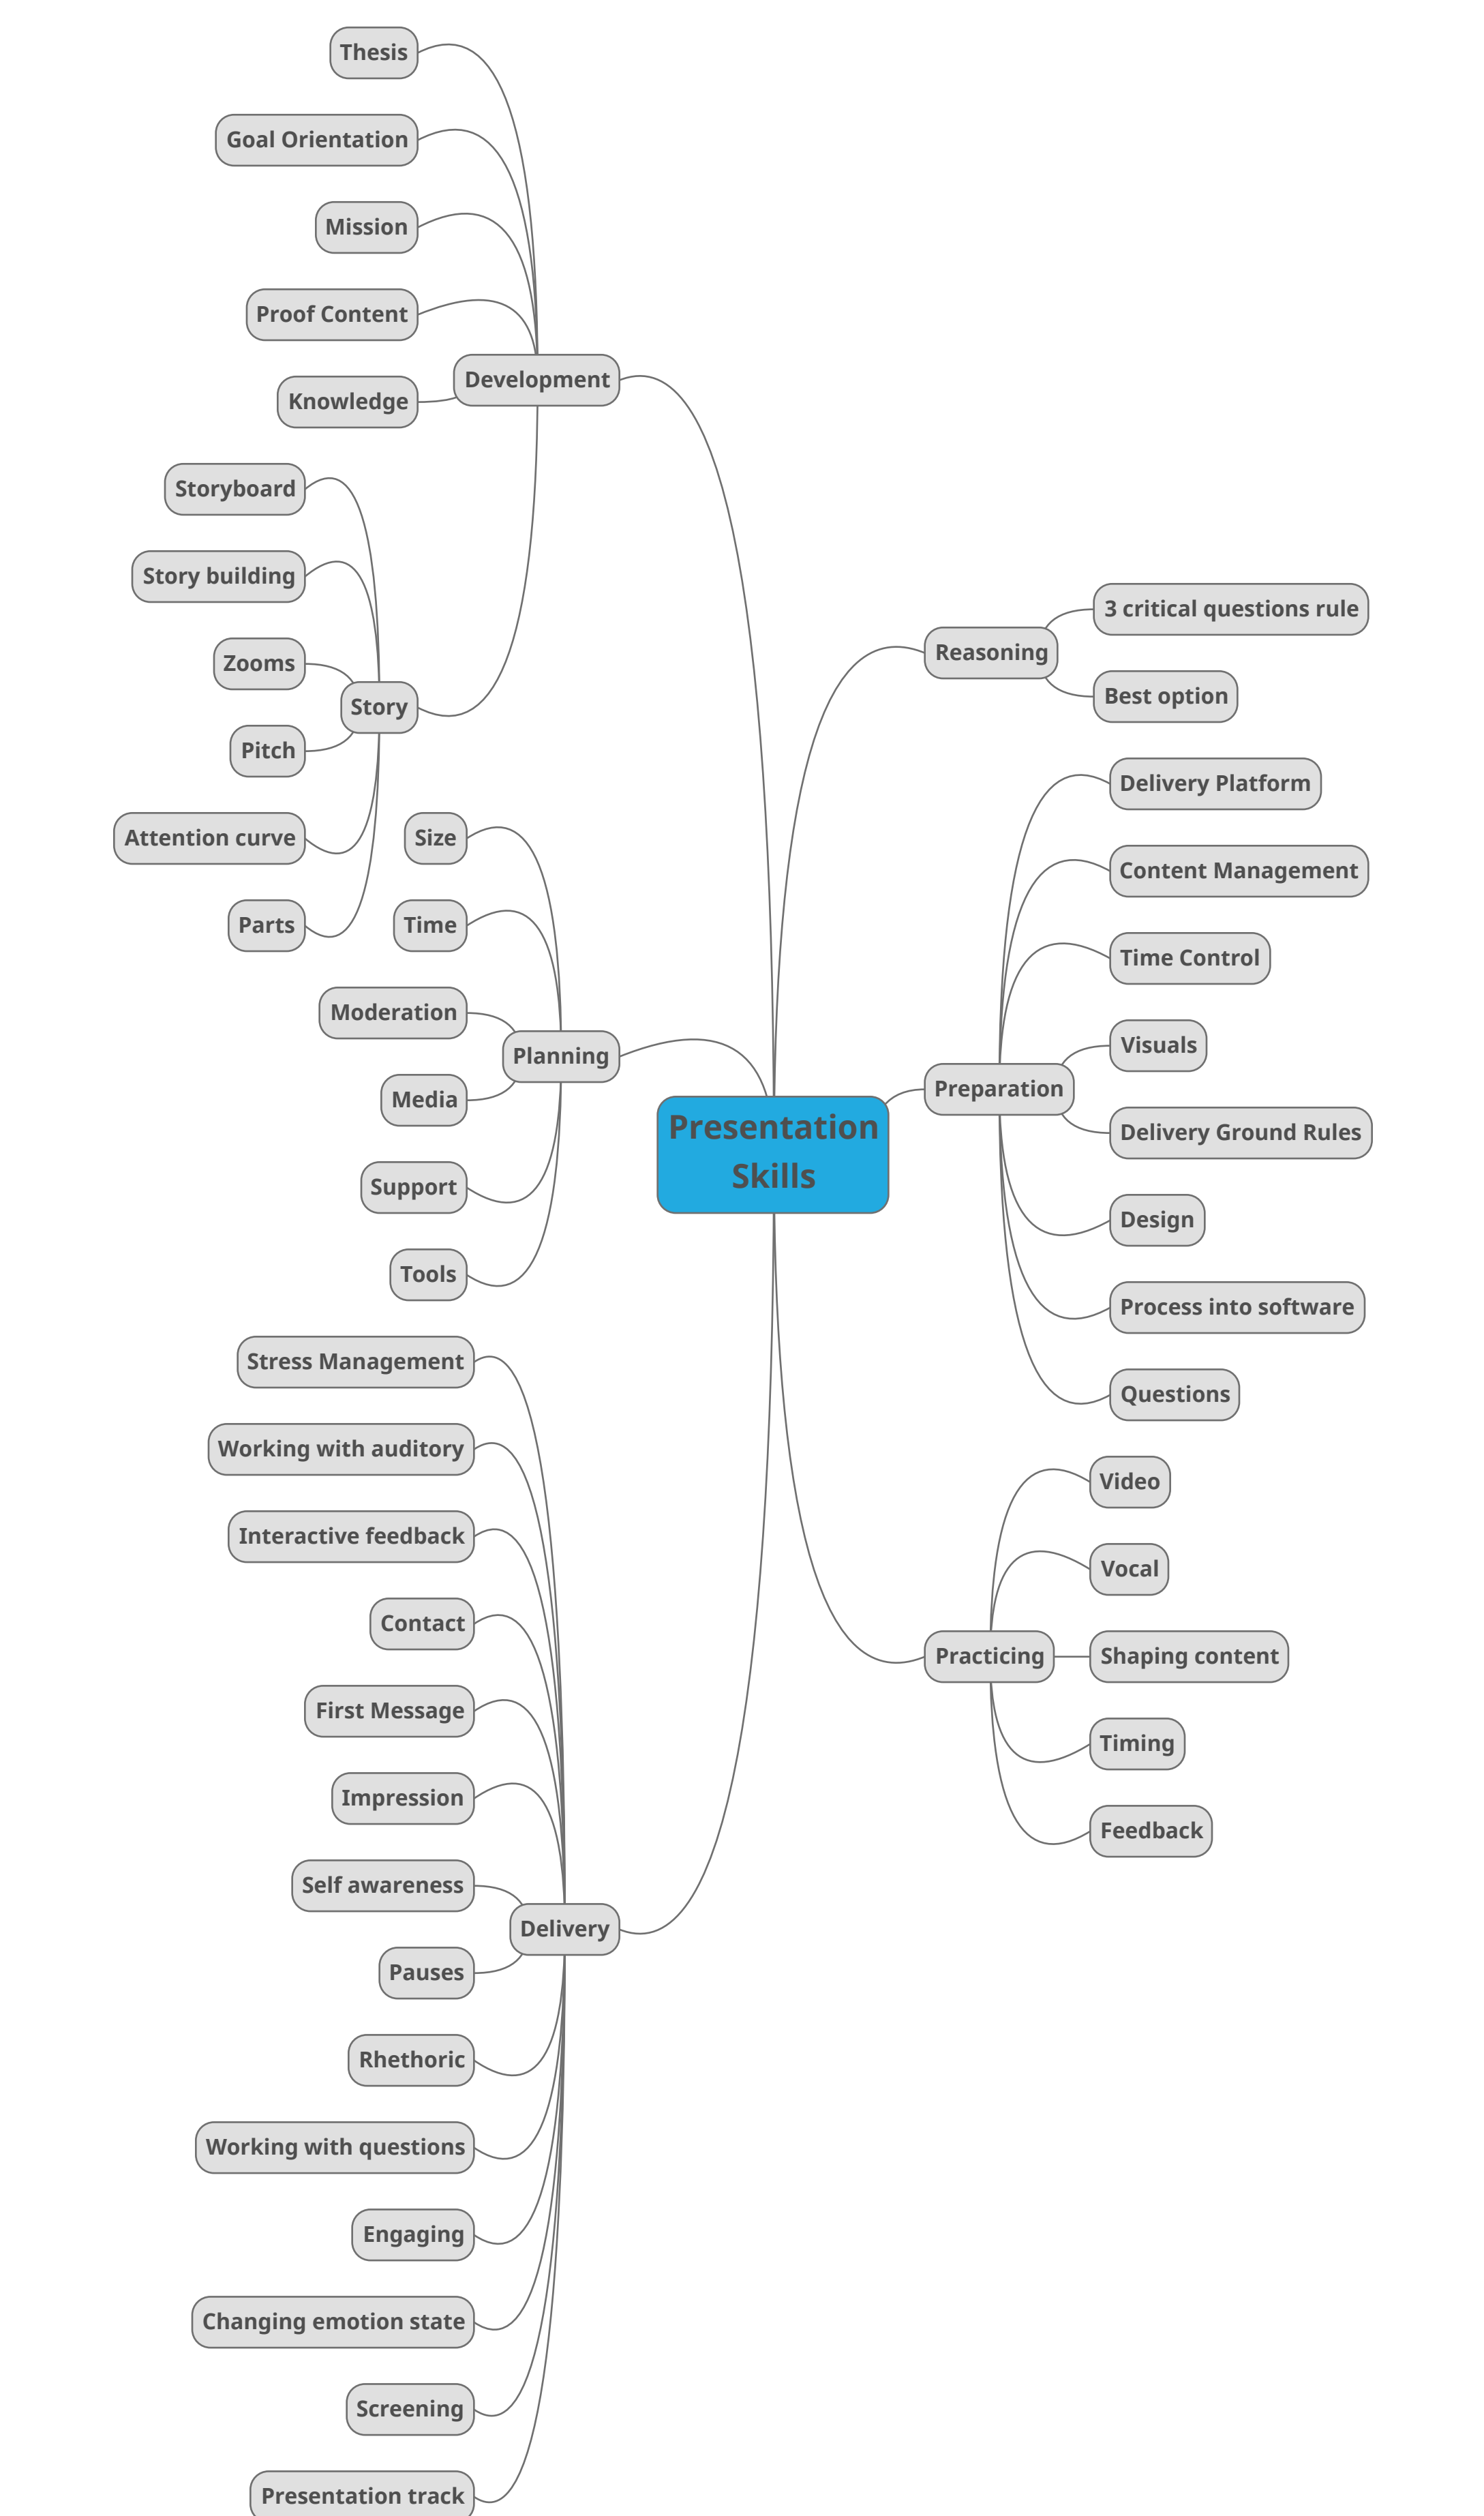 Thesis
Goal Orientation
Mission
Proof Content
Development
Knowledge
Storyboard
Story building
Zooms
Story
Pitch
Attention curve
Parts
Size
Time
Moderation
Planning
Media
Support
Tools
Stress Management
Working with auditory
Interactive feedback
Contact
First Message
Impression
Self awareness
Delivery
Pauses
Rhethoric
Working with questions
Engaging
Changing emotion state
Screening
Presentation track
Presentation
Skills
3 critical questions rule
Reasoning
Best option
Delivery Platform
Content Management
Time Control
Visuals
Preparation
Delivery Ground Rules
Design
Process into software
Questions
Video
Vocal
Practicing
Shaping content
Timing
Feedback